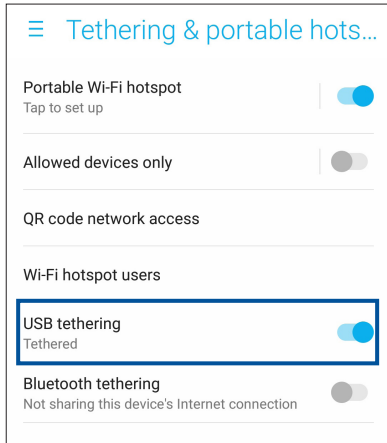 Tethering & portable hots...
Portable Wi-Fi hotspot
Tap to set up
Allowed devices only
QR code network access
Wi-Fi hotspot users
USB tethering
Tethered
Bluetooth tethering
Not sharing this device's Internet connection